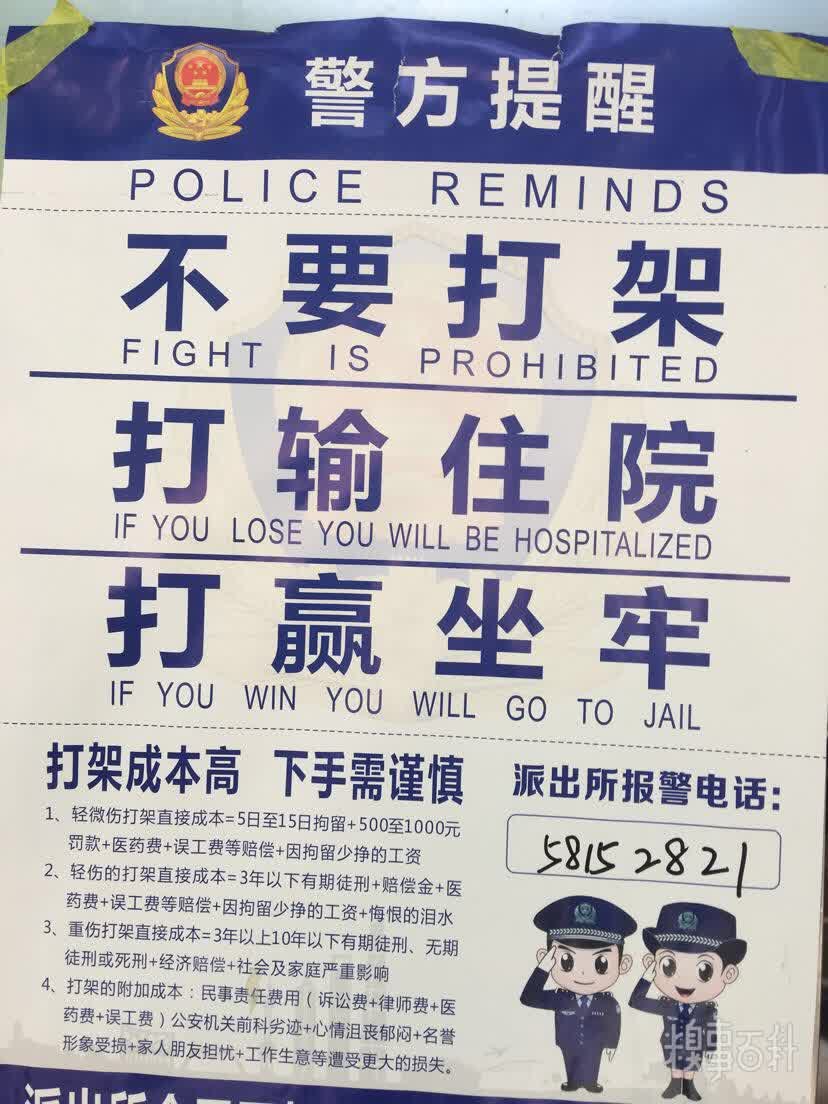 警方提醒
POLICE REMINDS
不要打架
FIGHT IS PROHIBITED
打输住院
IF YOU LOSE YOU WILL BE HOSPITALIZED
打赢坐牢
IF YOU WIN YOU WILL GO TO JAIL
打架成本高 下手需谨慎
1、轻微伤打架直接成本=5日至15日拘留+500至1000元
罚款+医药费+误工费等赔偿+因拘留少挣的工资
2、轻伤的打架直接成本=3年以下有期徒刑+赔偿金+医
药费+误工费等赔偿+因拘留少挣的工资+悔恨的泪水
3、重伤打架直接成本=3年以上10年以下有期徒刑、无期
徒刑或死刑+经济赔偿+社会及家庭严重影响
4、打架的附加成本：民事责任费用（诉讼费+律师费+医
药费+误工费）公安机关前科劣迹+心情沮丧郁闷+名誉
形象受损+家人朋友担忧+工作生意等遭受更大的损失。
派出所报警电话：
58152821
糗事百科
派出所